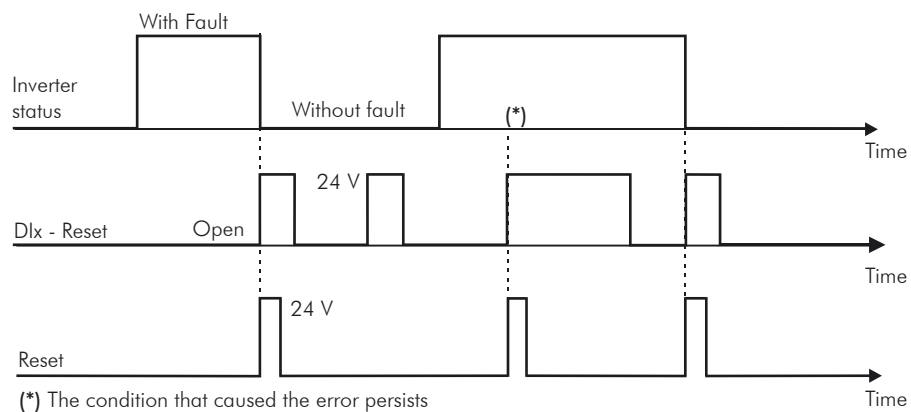 With Fault
Inverter
status
Without fault
(*)
Time
24 V
DIx - Reset
Open
Time
24 V
Reset
Time
(*) The condition that caused the error persists